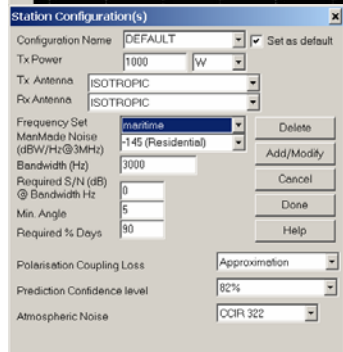 Station Configuration(s)
Configuration Name DEFAULT Set as default
Tx Power 1000 W
Tx Antenna ISOTROPIC
Rx Antenna ISOTROPIC
Frequency Set maritime Delete
ManMade Noise (dBW/Hz@3MHz) -145 (Residential) Add/Modify
Bandwidth (Hz) 3000 Cancel
Required S/N (dB) @ Bandwidth Hz 0
Min. Angle 5 Done
Required % Days 90 Help
Polarisation Coupling Loss Approximation
Prediction Confidence level 82%
Atmospheric Noise CCIR 322